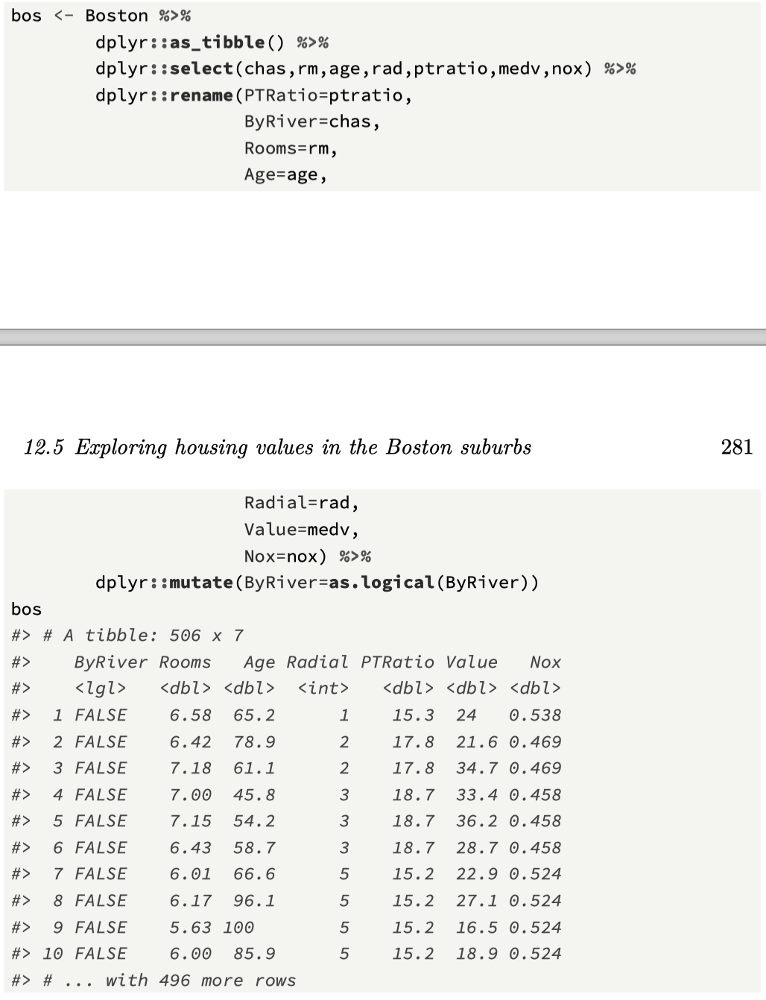 bos <- Boston %>%
        dplyr::as_tibble() %>%
        dplyr::select(chas,rm,age,rad,ptratio,medv,nox) %>%
        dplyr::rename(PTRatio=ptratio,
                      ByRiver=chas,
                      Rooms=rm,
                      Age=age,
12.5 Exploring housing values in the Boston suburbs 281
                      Radial=rad,
                      Value=medv,
                      Nox=nox) %>%
        dplyr::mutate(ByRiver=as.logical(ByRiver))
bos
#> # A tibble: 506 x 7
#>    ByRiver Rooms   Age Radial PTRatio Value   Nox
#>    <lgl>   <dbl> <dbl>  <int>   <dbl> <dbl> <dbl>
#>  1 FALSE    6.58  65.2      1    15.3  24   0.538
#>  2 FALSE    6.42  78.9      2    17.8  21.6 0.469
#>  3 FALSE    7.18  61.1      2    17.8  34.7 0.469
#>  4 FALSE    7.00  45.8      3    18.7  33.4 0.458
#>  5 FALSE    7.15  54.2      3    18.7  36.2 0.458
#>  6 FALSE    6.43  58.7      3    18.7  28.7 0.458
#>  7 FALSE    6.01  66.6      5    15.2  22.9 0.524
#>  8 FALSE    6.17  96.1      5    15.2  27.1 0.524
#>  9 FALSE    5.63 100        5    15.2  16.5 0.524
#> 10 FALSE    6.00  85.9      5    15.2  18.9 0.524
#> # ... with 496 more rows